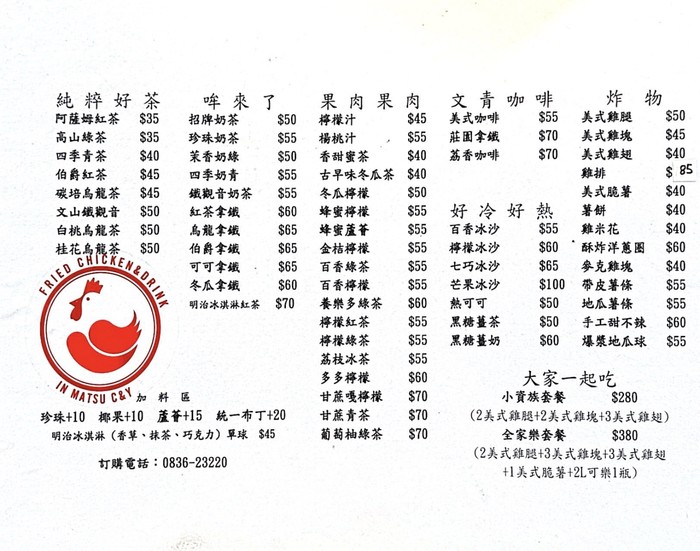 純粹好茶
阿薩姆紅茶 $35
高山綠茶 $35
四季青茶 $40
伯爵紅茶 $45
碳培烏龍茶 $45
文山鐵觀音 $50
白桃烏龍茶 $50
桂花烏龍茶 $50
哞來了
招牌奶茶 $50
珍珠奶茶 $55
茉香奶綠 $50
四季奶青 $55
鐵觀音奶茶 $55
紅茶拿鐵 $60
烏龍拿鐵 $65
伯爵拿鐵 $65
可可拿鐵 $65
冬瓜拿鐵 $60
明治冰淇淋紅茶 $70
果肉果肉
檸檬汁 $45
楊桃汁 $55
香甜蜜茶 $40
古早味冬瓜茶 $40
冬瓜檸檬 $50
蜂蜜檸檬 $55
蜂蜜蘆薈 $55
金桔檸檬 $55
百香綠茶 $55
百香檸檬 $55
養樂多綠茶 $60
檸檬紅茶 $55
檸檬綠茶 $55
荔枝冰茶 $55
多多檸檬 $60
甘蔗嘎檸檬 $70
甘蔗青茶 $70
葡萄柚綠茶 $70
文青咖啡
美式咖啡 $55
莊園拿鐵 $70
荔香咖啡 $70
好冷好熱
百香冰沙 $55
檸檬冰沙 $60
七巧冰沙 $65
芒果冰沙 $100
熱可可 $50
黑糖薑茶 $50
黑糖薑奶 $60
炸物
美式雞腿 $50
美式雞塊 $45
美式雞翅 $40
雞排 $85
美式脆薯 $40
薯餅 $40
雞米花 $40
酥炸洋蔥圈 $60
麥克雞塊 $40
帶皮薯條 $55
地瓜薯條 $55
手工甜不辣 $60
爆漿地瓜球 $55
FRIED CHICKEN&DRINK
IN MATSU C&Y
加料區
珍珠+10 椰果+10 蘆薈+15 統一布丁+20
明治冰淇淋（香草、抹茶、巧克力）單球 $45
訂購電話：0836-23220
大家一起吃
小資族套餐 $280
(2美式雞腿+2美式雞塊+3美式雞翅)
全家樂套餐 $380
(2美式雞腿+3美式雞塊+3美式雞翅
+1美式脆薯+2L可樂1瓶)